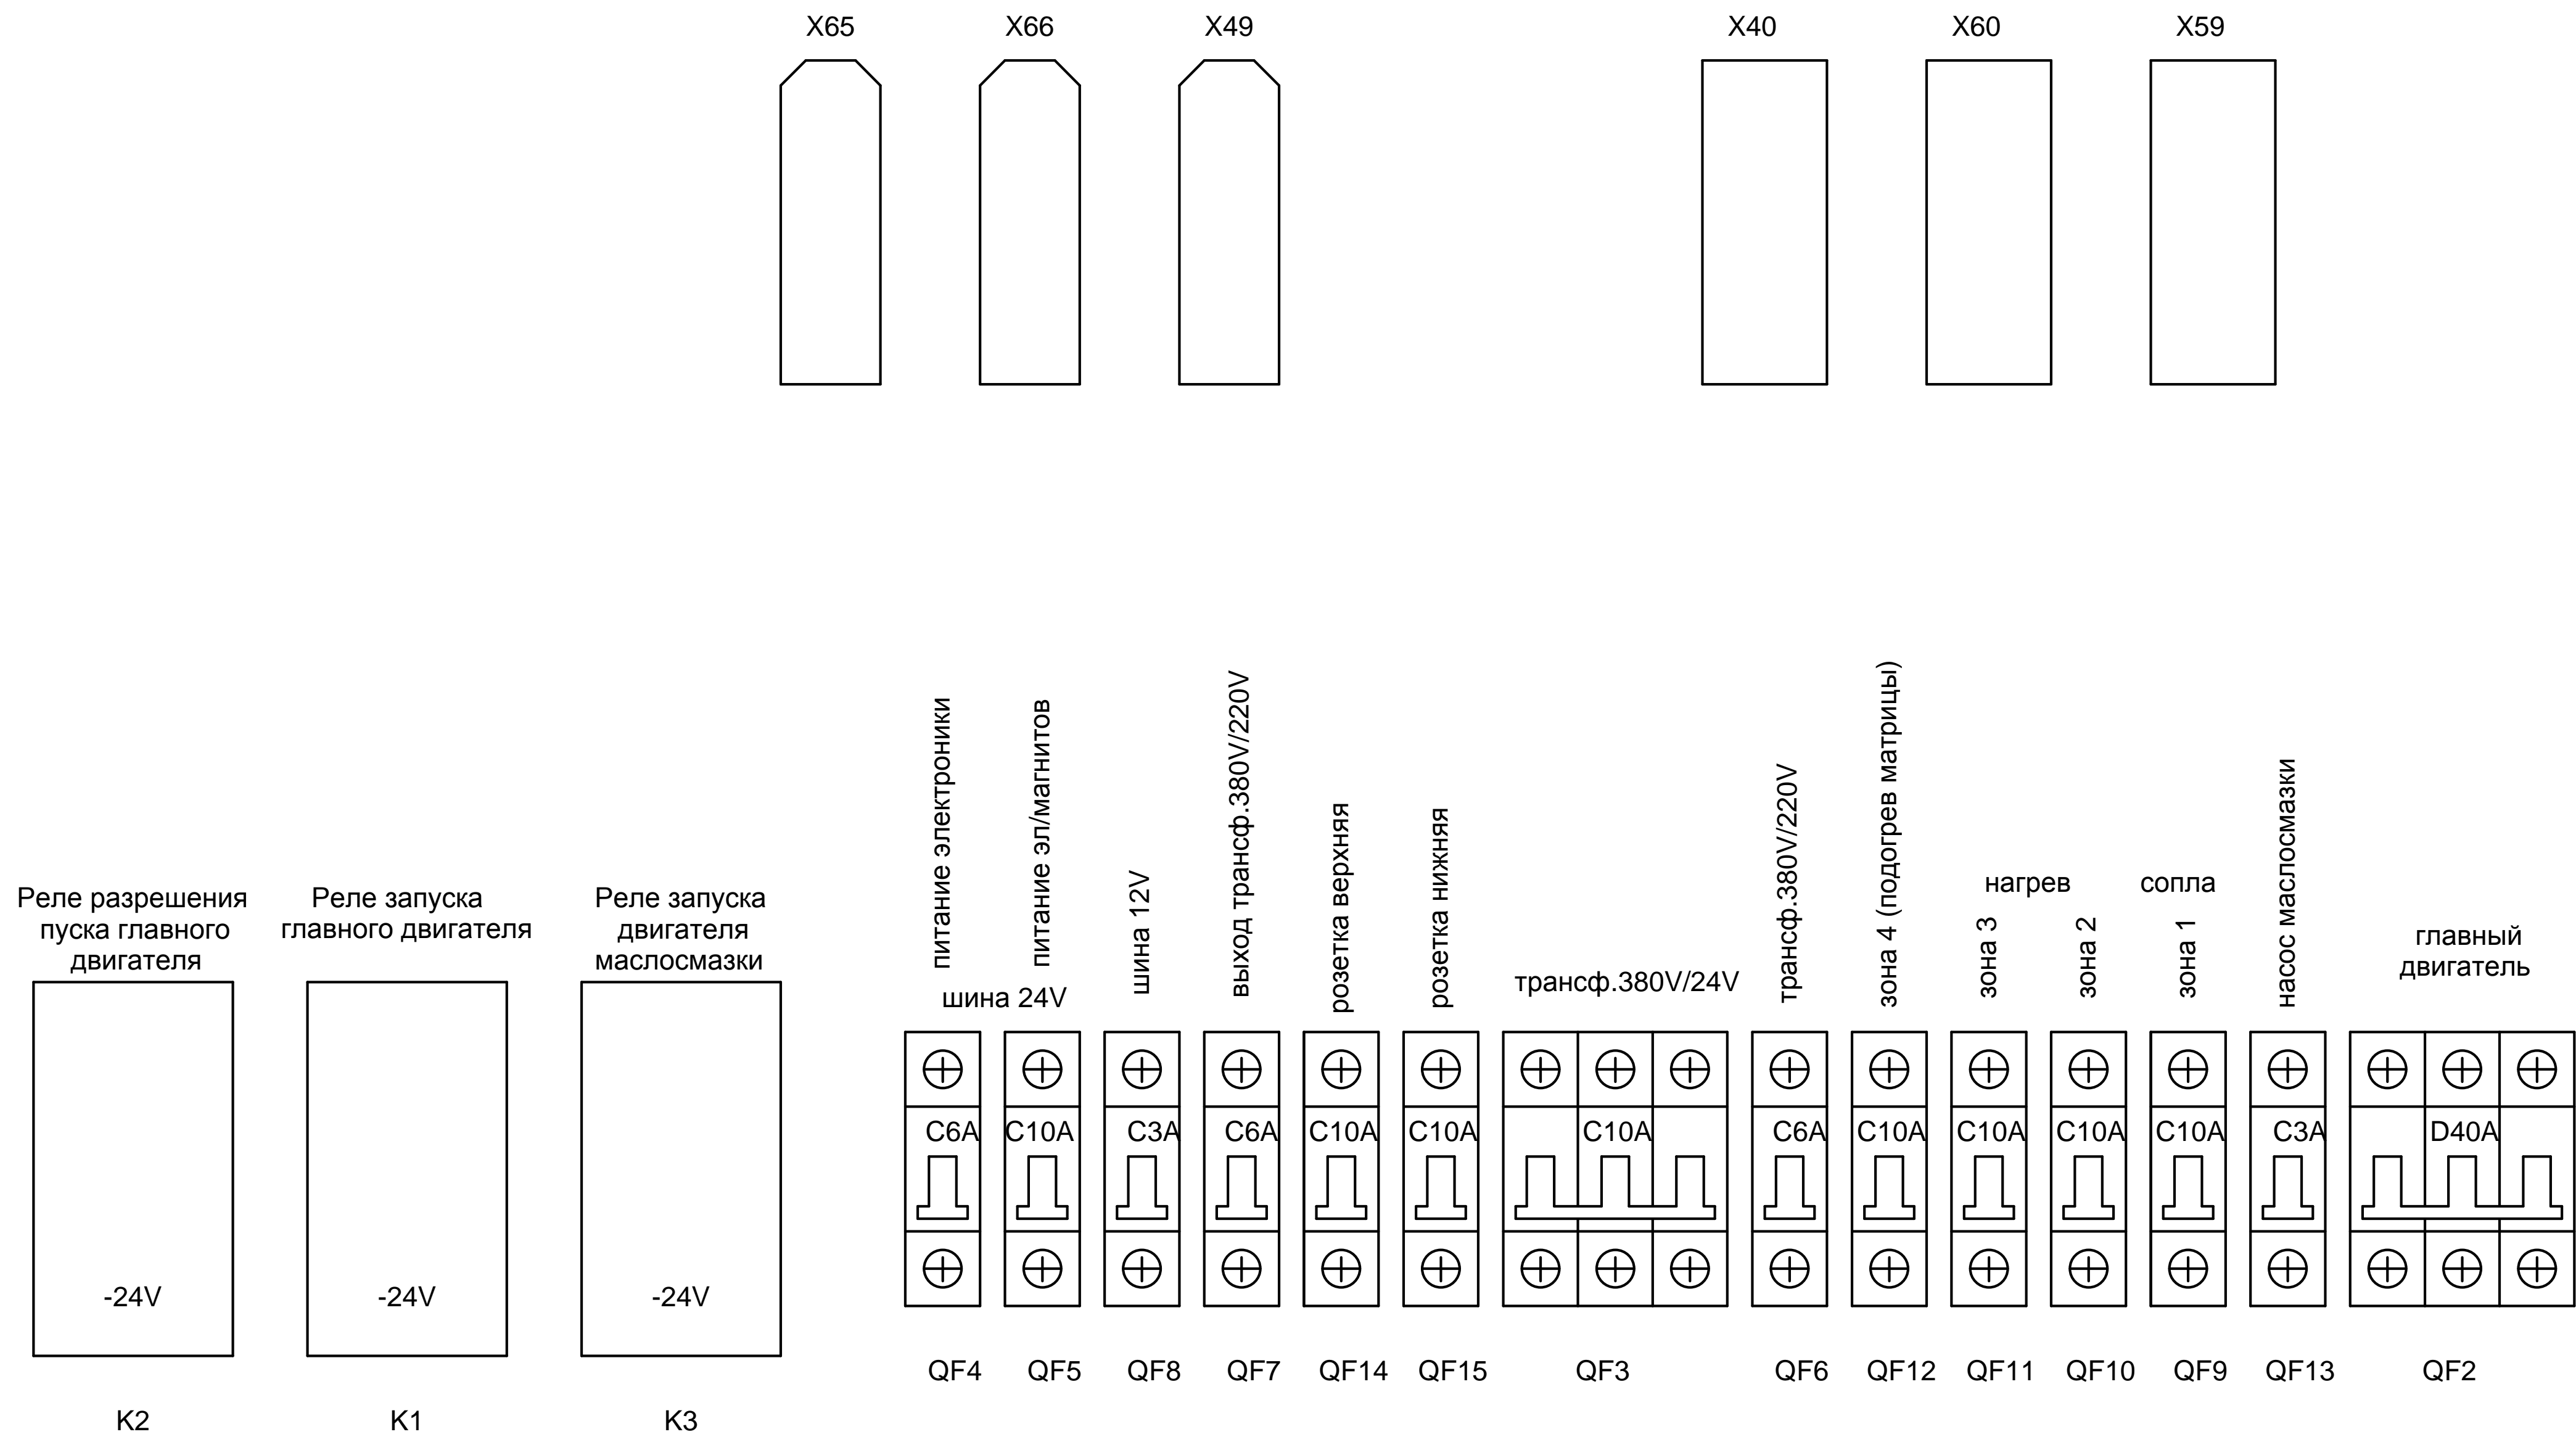 X65
X66
X49
X40
X60
X59
Реле разрешения
пуска главного
двигателя
Реле запуска
главного двигателя
Реле запуска
двигателя
маслосмазки
питание электроники
питание эл/магнитов
шина 24V
шина 12V
выход трансф.380V/220V
розетка верхняя
розетка нижняя
трансф.380V/24V
трансф.380V/220V
зона 4 (подогрев матрицы)
нагрев сопла
зона 3
зона 2
зона 1
насос маслосмазки
главный
двигатель
C6A
C10A
C3A
C6A
C10A
C10A
C10A
C6A
C10A
C10A
C10A
C10A
C3A
D40A
-24V
-24V
-24V
QF4
QF5
QF8
QF7
QF14
QF15
QF3
QF6
QF12
QF11
QF10
QF9
QF13
QF2
K2
K1
K3